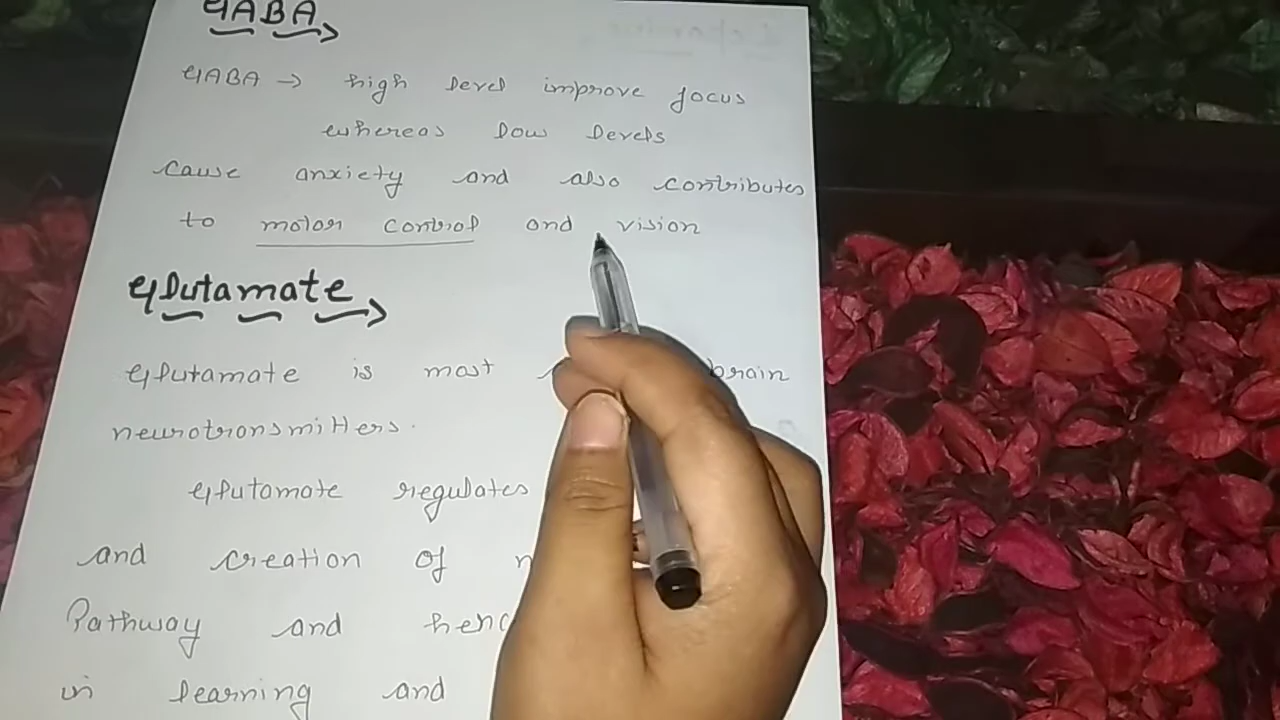 GABA
GABA → high level improve focus
whereas low levels
cause anxiety and also contributes
to motor control and vision
Glutamate
Glutamate is most brain
neurotransmitters.
Glutamate regulates
and creation of
Pathway and
in learning and